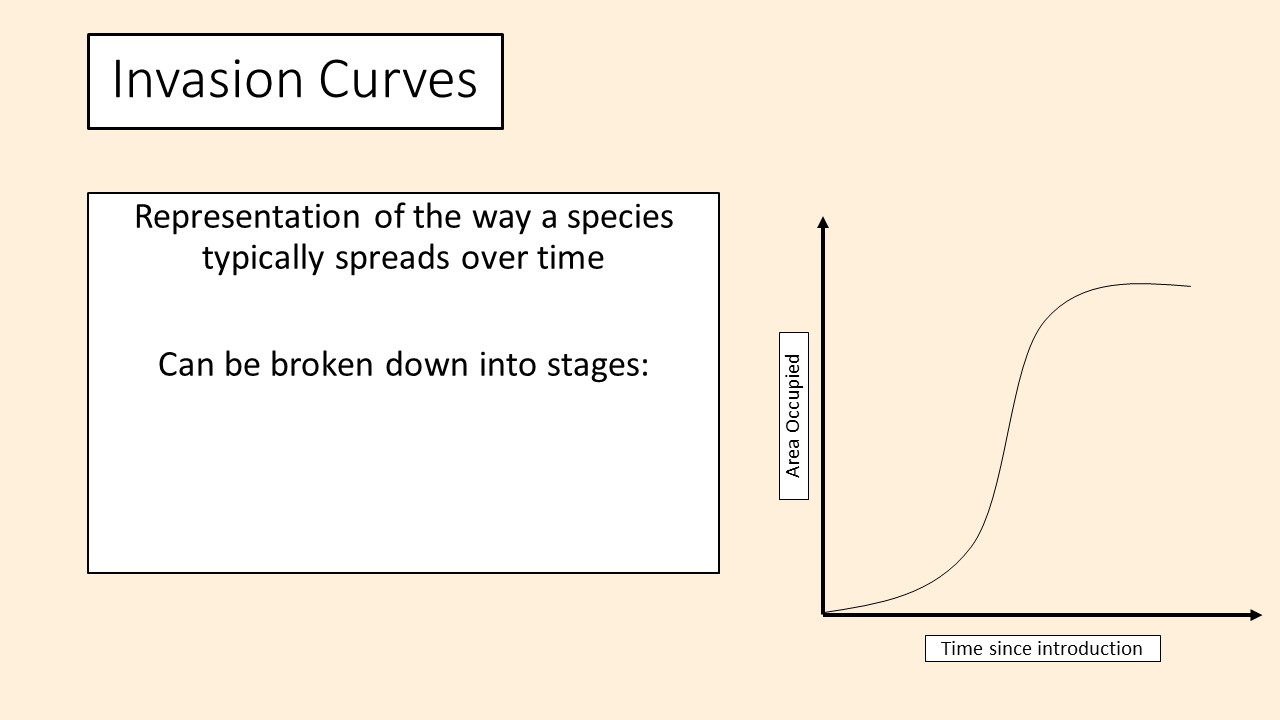 Invasion Curves
Representation of the way a species
typically spreads over time
Can be broken down into stages:
Area Occupied
Time since introduction